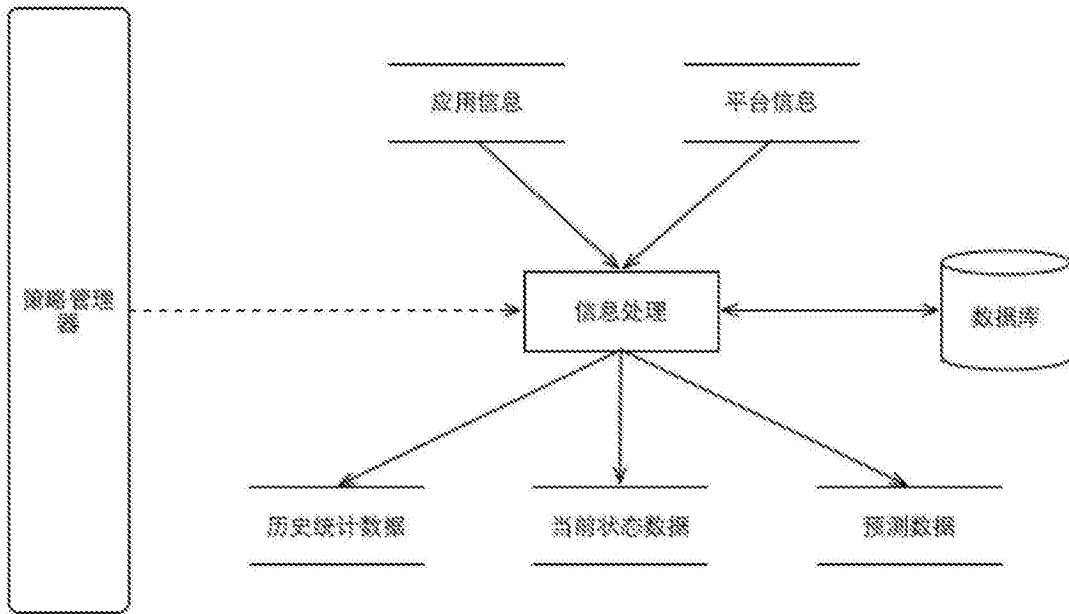 应用信息
平台信息
策略管理
器
信息处理
数据库
历史统计数据
当前状态数据
预测数据